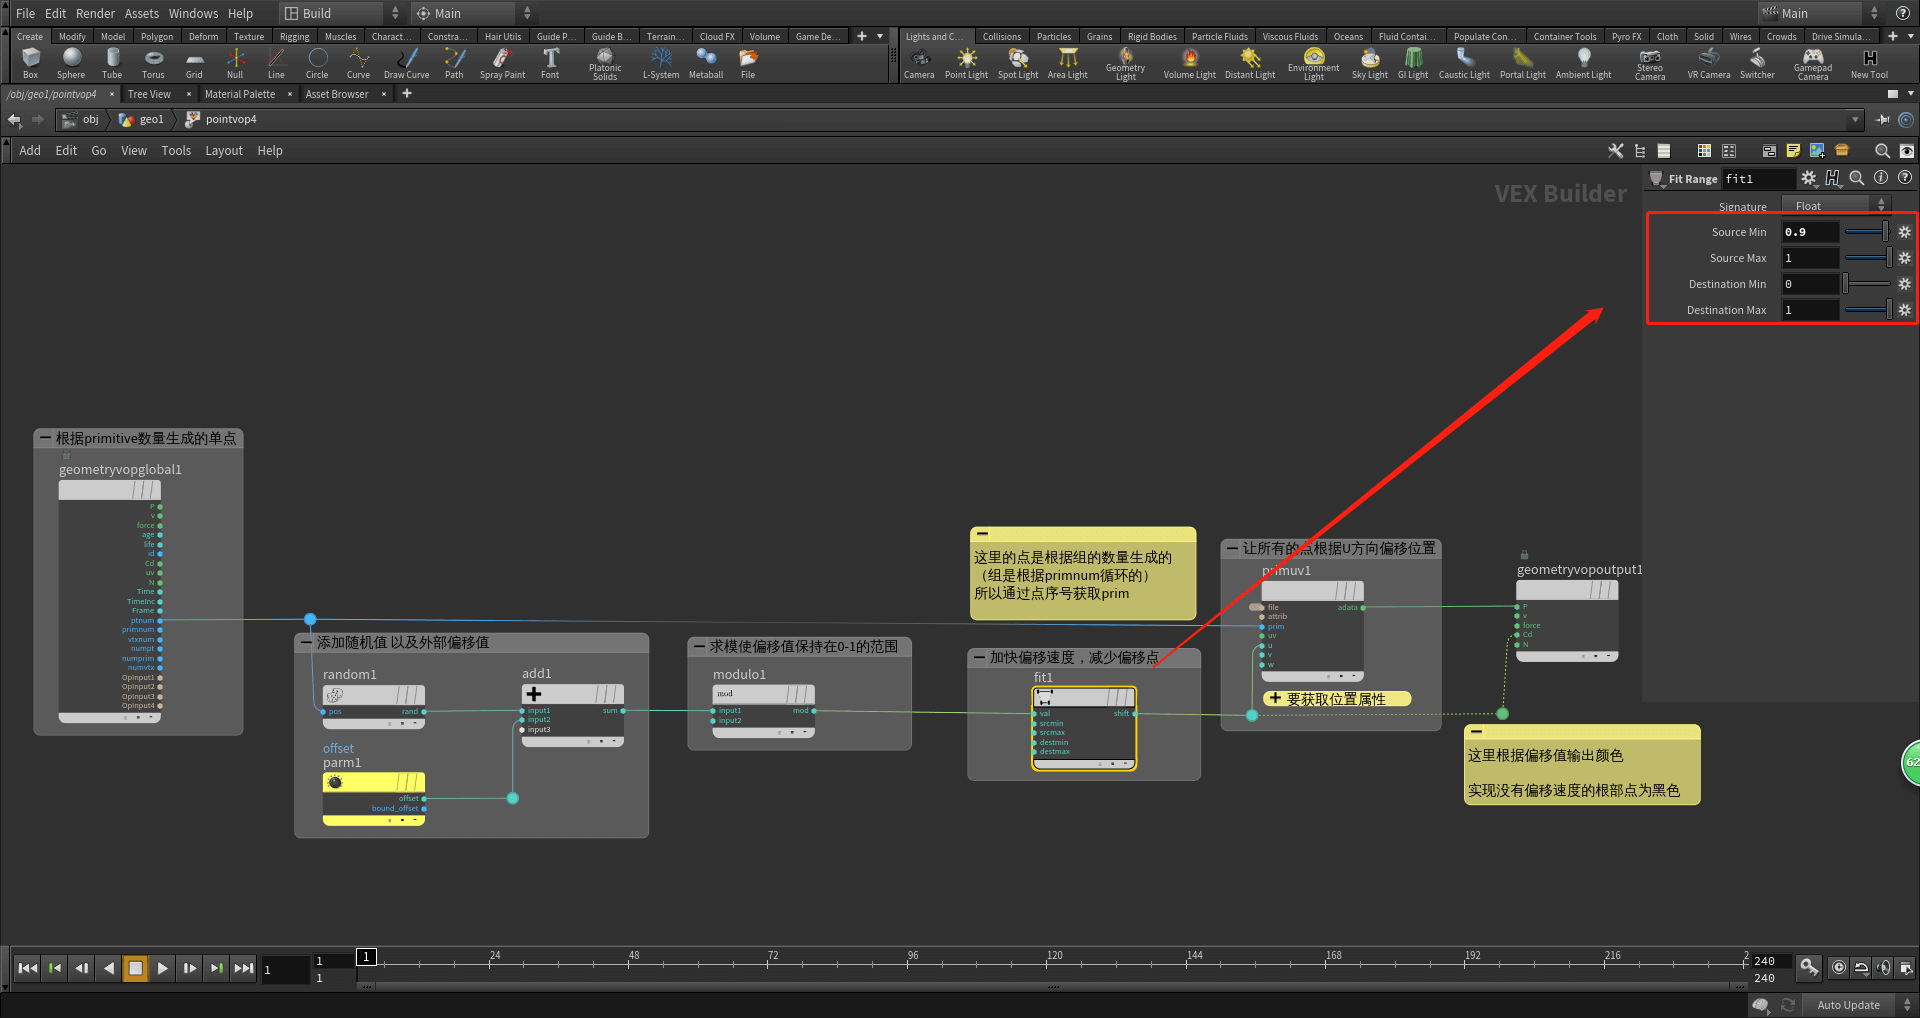 File Edit Render Assets Windows Help Build Main Main
Create Modify Model Polygon Deform Texture Rigging Muscles Charact... Constra... Hair Utils Guide P... Guide B... Terrain... Cloud FX Volume Game De...
Lights and C... Collisions Particles Grains Rigid Bodies Particle Fluids Viscous Fluids Oceans Fluid Contai... Populate Con... Container Tools Pyro FX Cloth Solid Wires Crowds Drive Simula...
Box Sphere Tube Torus Grid Null Line Circle Curve Draw Curve Path Spray Paint Font Platonic Solids L-System Metaball File
Camera Point Light Spot Light Area Light Geometry Light Volume Light Distant Light Environment Light Sky Light GI Light Caustic Light Portal Light Ambient Light Stereo Camera VR Camera Switcher Gamepad Camera New Tool
/obj/geo1/pointvop4 Tree View Material Palette Asset Browser
obj geo1 pointvop4
Add Edit Go View Tools Layout Help
VEX Builder
Fit Range fit1
Signature Float
Source Min 0.9
Source Max 1
Destination Min 0
Destination Max 1
根据primitive数量生成的单点
geometryvopglobal1
P
v
force
age
life
id
Cd
uv
N
Time
TimeInc
Frame
ptnum
primnum
vtxnum
numpt
numprim
numvtx
OpInput1
OpInput2
OpInput3
OpInput4
添加随机值 以及外部偏移值
random1
pos rand
offset
parm1
offset
bound_offset
add1
input1 sum
input2
input3
求模使偏移值保持在0-1的范围
modulo1
mod
input1 mod
input2
这里的点是根据组的数量生成的
（组是根据primnum循环的）
所以通过点序号获取prim
加快偏移速度，减少偏移点
fit1
val shift
srcmin
srcmax
destmin
destmax
让所有的点根据U方向偏移位置
primuv1
file adata
attrib
prim
uv
u
v
w
要获取位置属性
geometryvopoutput1
P
v
force
Cd
N
这里根据偏移值输出颜色
实现没有偏移速度的根部点为黑色
62
1 1 1 1 24 48 72 96 120 144 168 192 216 2 240
240
Auto Update